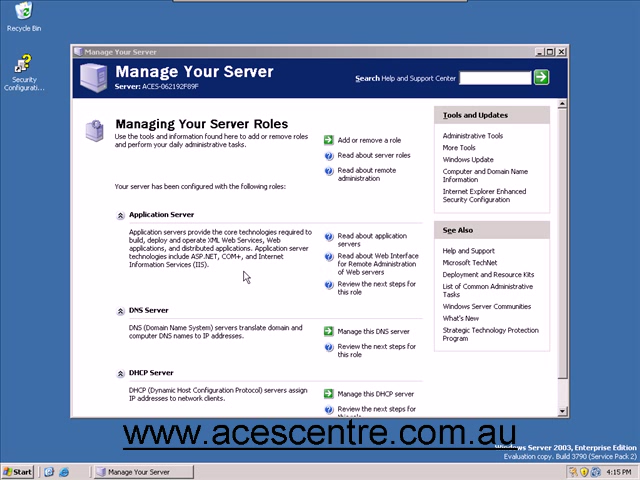 Recycle Bin
Security
Configurati...
Manage Your Server
Manage Your Server
Server: ACES-062192F89F
Search Help and Support Center
Managing Your Server Roles
Use the tools and information found here to add or remove roles
and perform your daily administrative tasks.
Add or remove a role
Read about server roles
Read about remote
administration
Your server has been configured with the following roles:
Application Server
Application servers provide the core technologies required to
build, deploy and operate XML Web Services, Web
applications, and distributed applications. Application server
technologies include ASP.NET, COM+, and Internet
Information Services (IIS).
Read about application
servers
Read about Web Interface
for Remote Administration
of Web servers
Review the next steps for
this role
DNS Server
DNS (Domain Name System) servers translate domain and
computer DNS names to IP addresses.
Manage this DNS server
Review the next steps for
this role
DHCP Server
DHCP (Dynamic Host Configuration Protocol) servers assign
IP addresses to network clients.
Manage this DHCP server
Review the next steps for
this role
Tools and Updates
Administrative Tools
More Tools
Windows Update
Computer and Domain Name
Information
Internet Explorer Enhanced
Security Configuration
See Also
Help and Support
Microsoft TechNet
Deployment and Resource Kits
List of Common Administrative
Tasks
Windows Server Communities
What's New
Strategic Technology Protection
Program
www.acescentre.com.au
Windows Server 2003, Enterprise Edition
Evaluation copy. Build 3790 (Service Pack 2)
Start
Manage Your Server
4:15 PM